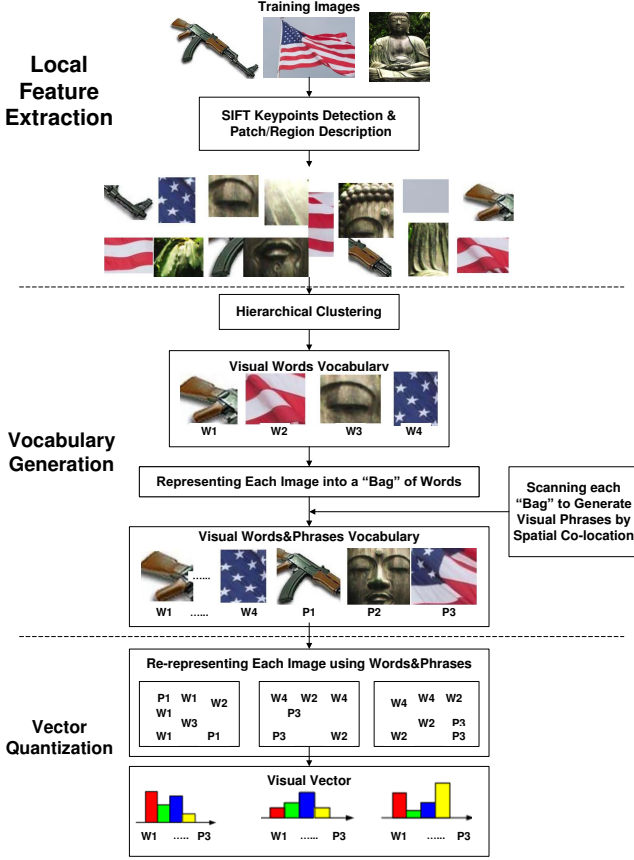 Training Images
Local
Feature
Extraction
SIFT Keypoints Detection &
Patch/Region Description
Hierarchical Clustering
Visual Words Vocabulary
W1 W2 W3 W4
Vocabulary
Generation
Representing Each Image into a “Bag” of Words
Scanning each
“Bag” to Generate
Visual Phrases by
Spatial Co-location
Visual Words&Phrases Vocabulary
......
W1 ...... W4 P1 P2 P3
Re-representing Each Image using Words&Phrases
Vector
Quantization
P1 W1 W2
W1
W3
W1 P1
W4 W2 W4
P3
P3 W2
W4 W4 W2
W2 P3
W2 P3
Visual Vector
W1 ..... P3
W1 ...... P3
W1 ...... P3